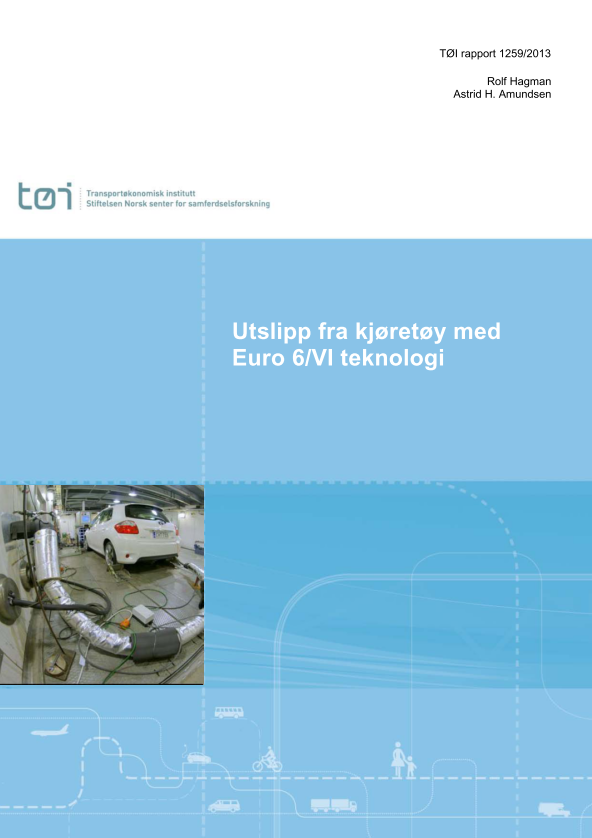 TØI rapport 1259/2013
Rolf Hagman
Astrid H. Amundsen
tøi
Transportøkonomisk institutt
Stiftelsen Norsk senter for samferdselsforskning
Utslipp fra kjøretøy med
Euro 6/VI teknologi